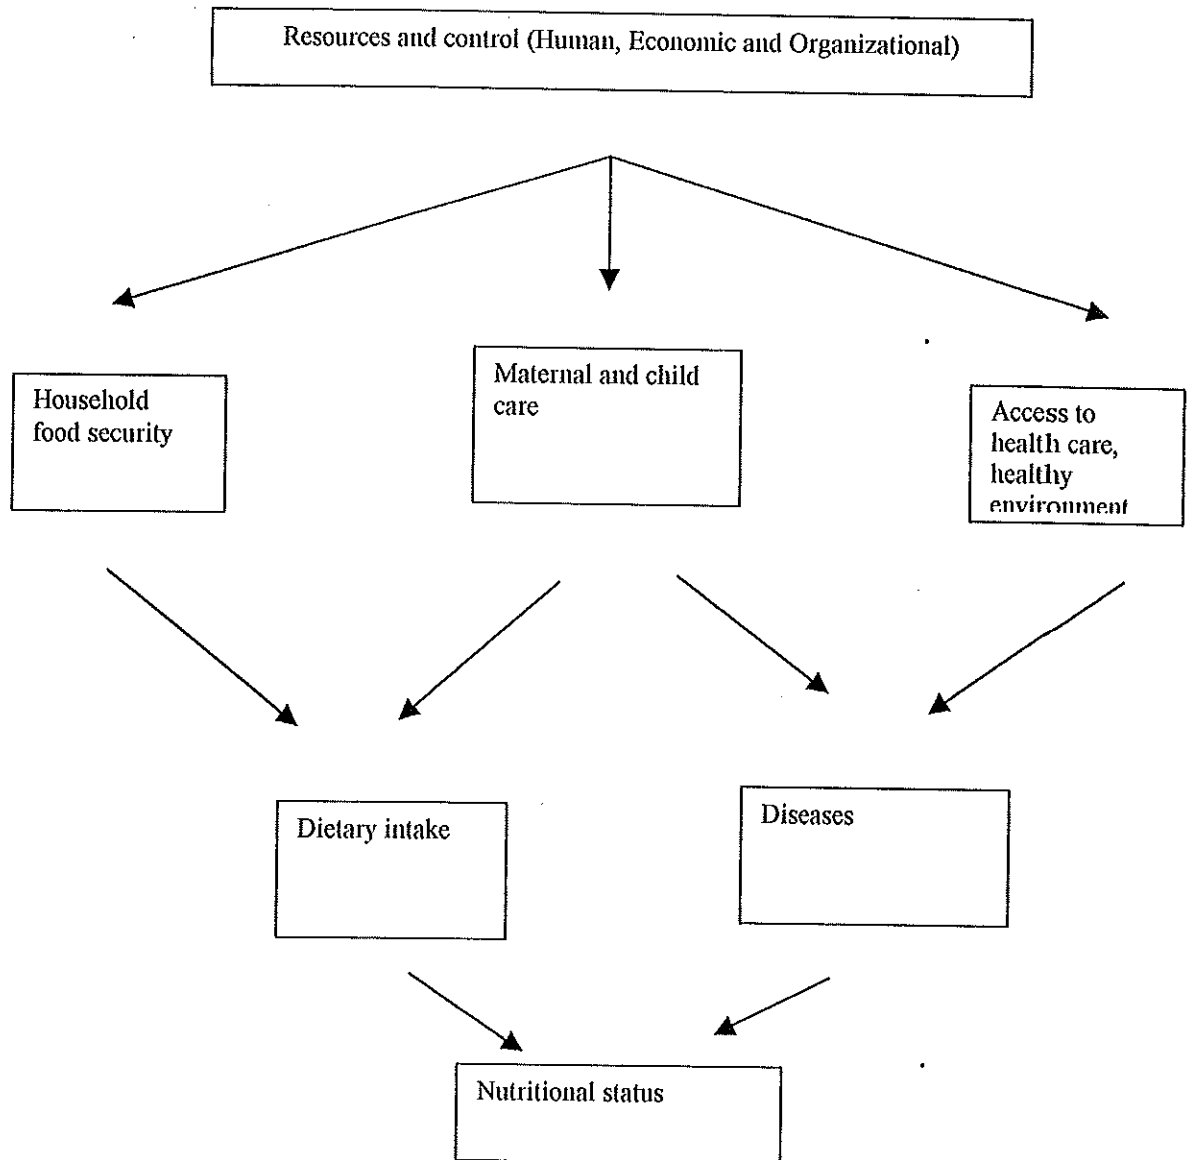 Resources and control (Human, Economic and Organizational)
Household
food security
Maternal and child
care
Access to
health care,
healthy
environment
Dietary intake
Diseases
Nutritional status